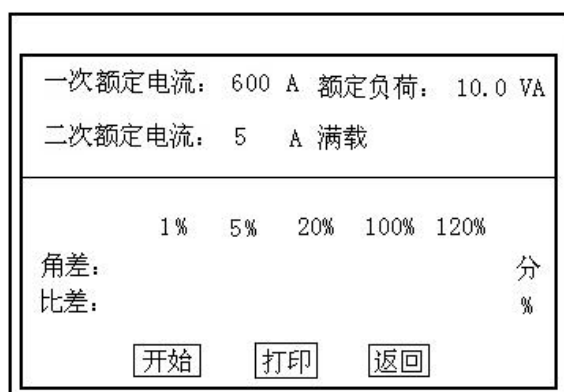 一次额定电流： 600 A 额定负荷： 10.0 VA
二次额定电流： 5 A 满载
1% 5% 20% 100% 120%
角差： 分
比差： %
开始 打印 返回